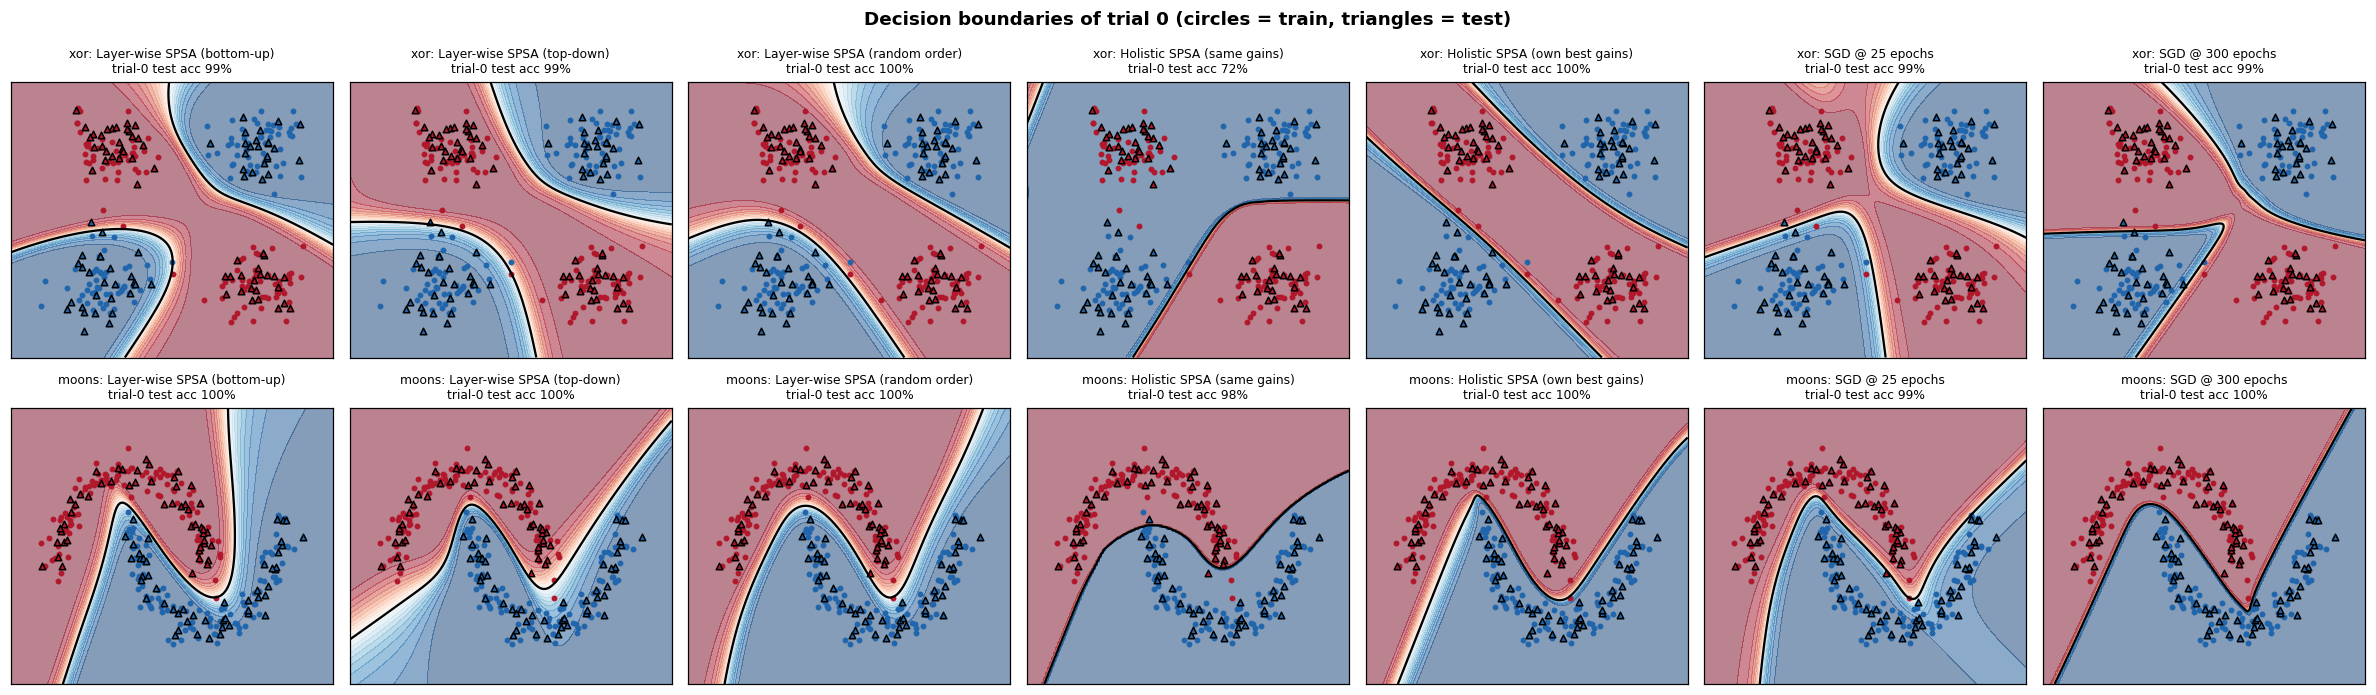 Decision boundaries of trial 0 (circles = train, triangles = test)
xor: Layer-wise SPSA (bottom-up)
trial-0 test acc 99%
xor: Layer-wise SPSA (top-down)
trial-0 test acc 99%
xor: Layer-wise SPSA (random order)
trial-0 test acc 100%
xor: Holistic SPSA (same gains)
trial-0 test acc 72%
xor: Holistic SPSA (own best gains)
trial-0 test acc 100%
xor: SGD @ 25 epochs
trial-0 test acc 99%
xor: SGD @ 300 epochs
trial-0 test acc 99%
moons: Layer-wise SPSA (bottom-up)
trial-0 test acc 100%
moons: Layer-wise SPSA (top-down)
trial-0 test acc 100%
moons: Layer-wise SPSA (random order)
trial-0 test acc 100%
moons: Holistic SPSA (same gains)
trial-0 test acc 98%
moons: Holistic SPSA (own best gains)
trial-0 test acc 100%
moons: SGD @ 25 epochs
trial-0 test acc 99%
moons: SGD @ 300 epochs
trial-0 test acc 100%